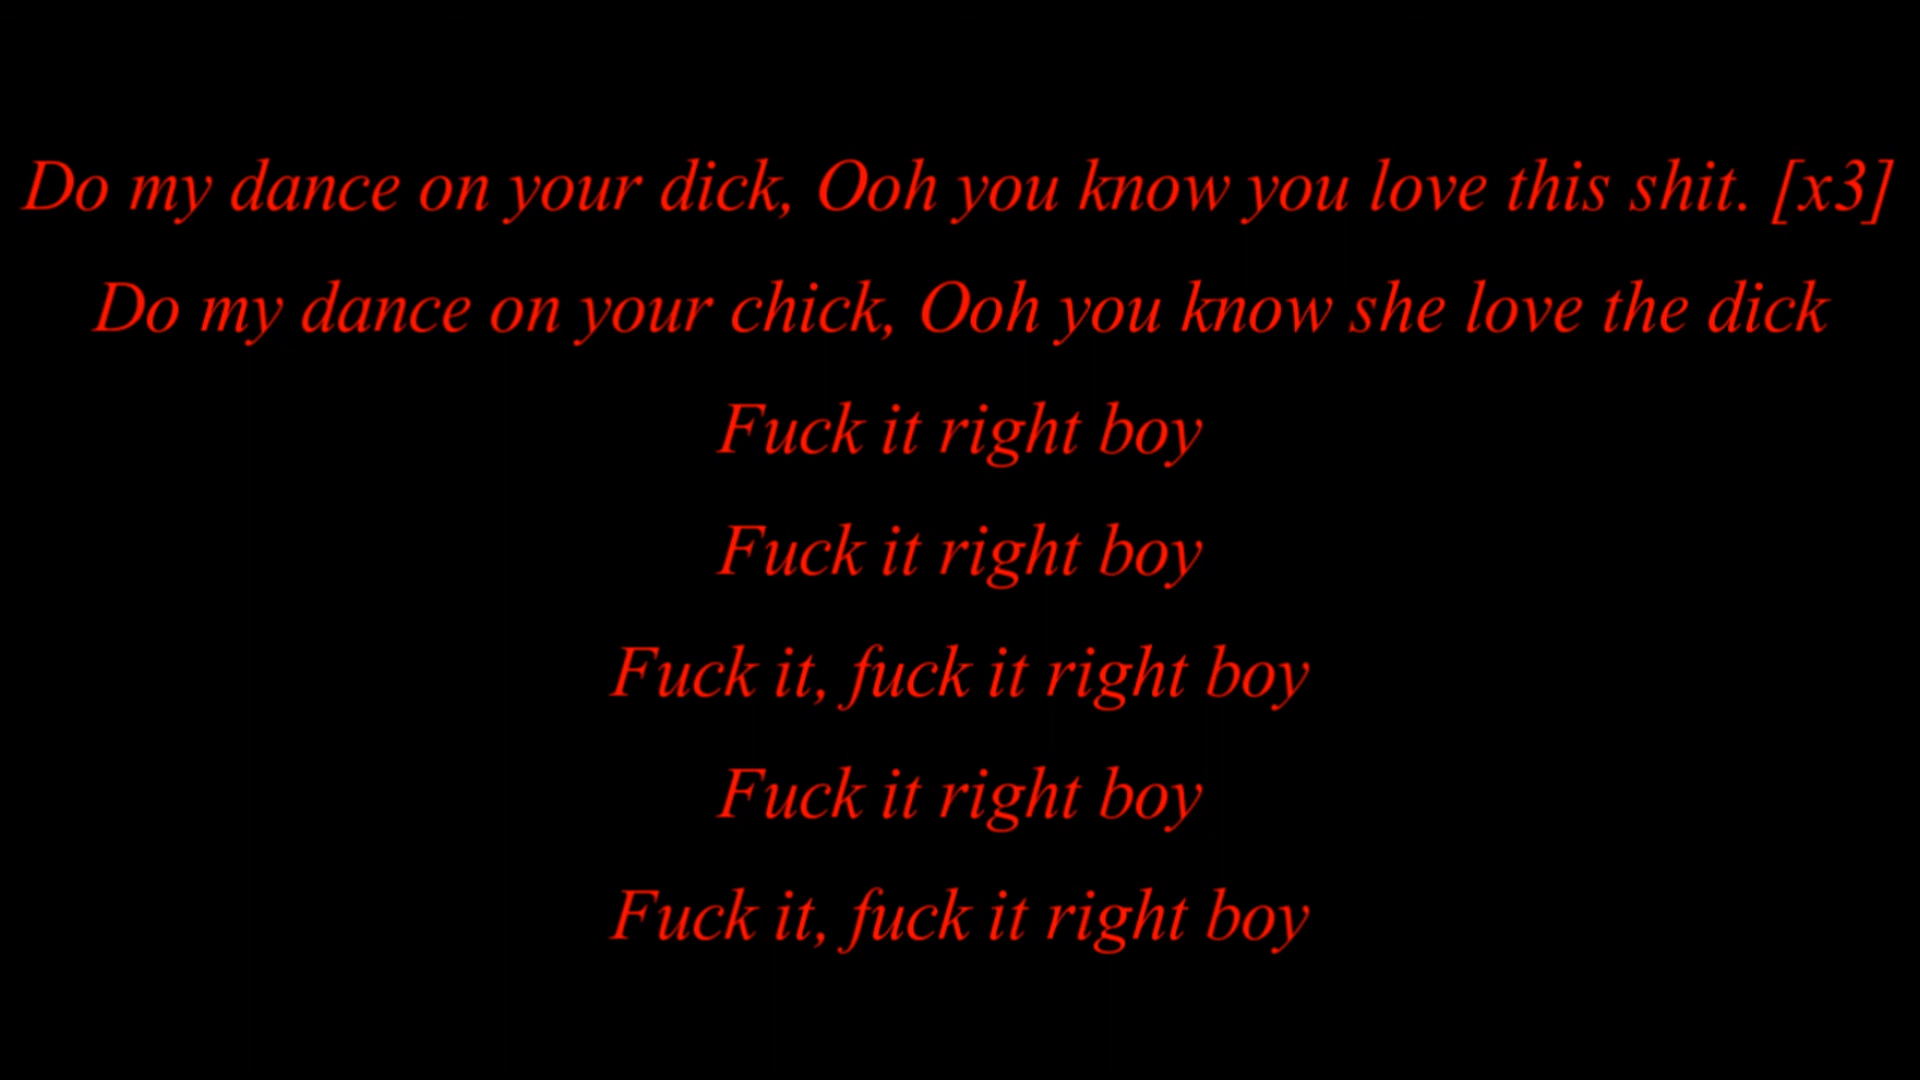 Do my dance on your dick, Ooh you know you love this shit. [x3]
Do my dance on your chick, Ooh you know she love the dick
Fuck it right boy
Fuck it right boy
Fuck it, fuck it right boy
Fuck it right boy
Fuck it, fuck it right boy